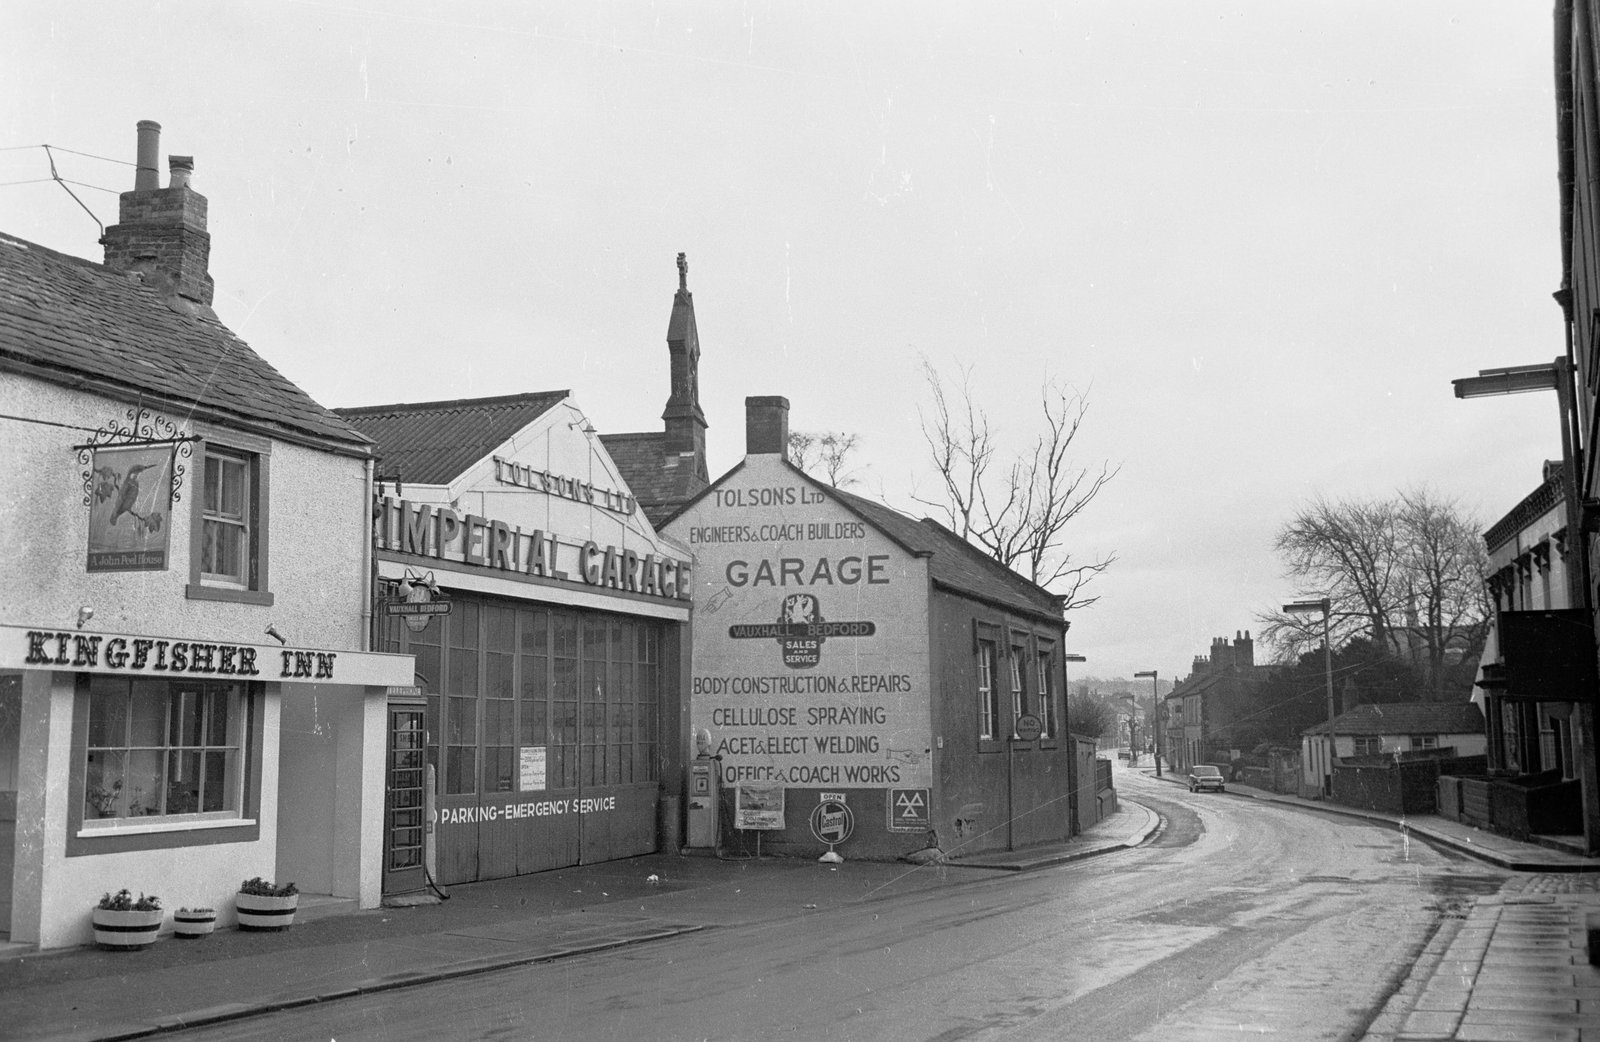 A John Peel House
KINGFISHER INN
TELEPHONE
TOLSONS LTD
IMPERIAL GARAGE
VAUXHALL BEDFORD
PARKING-EMERGENCY SERVICE
TOLSONS LTD
ENGINEERS & COACH BUILDERS
GARAGE
VAUXHALL BEDFORD
SALES
AND
SERVICE
BODY CONSTRUCTION & REPAIRS
CELLULOSE SPRAYING
ACET & ELECT WELDING
OFFICE & COACH WORKS
OPEN
Castrol
NO
WAITING